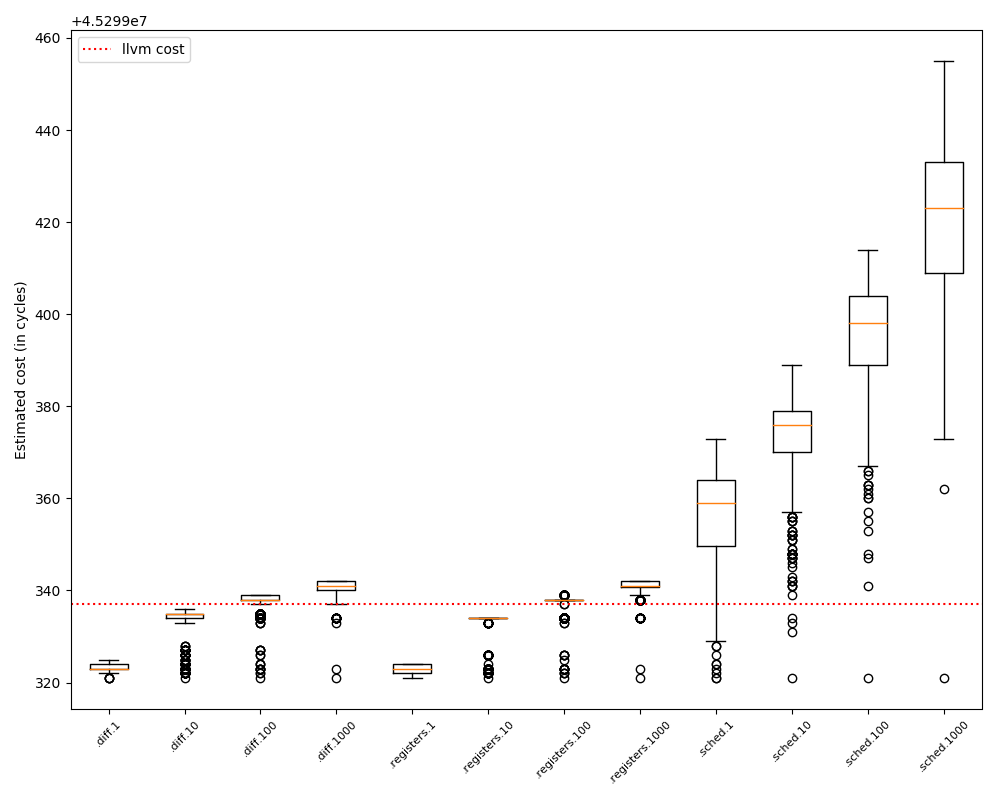 +4.5299e7
460
440
420
400
380
360
340
320
Estimated cost (in cycles)
llvm cost
.diff.1
.diff.10
.diff.100
.diff.1000
.registers.1
.registers.10
.registers.100
.registers.1000
.sched.1
.sched.10
.sched.100
.sched.1000